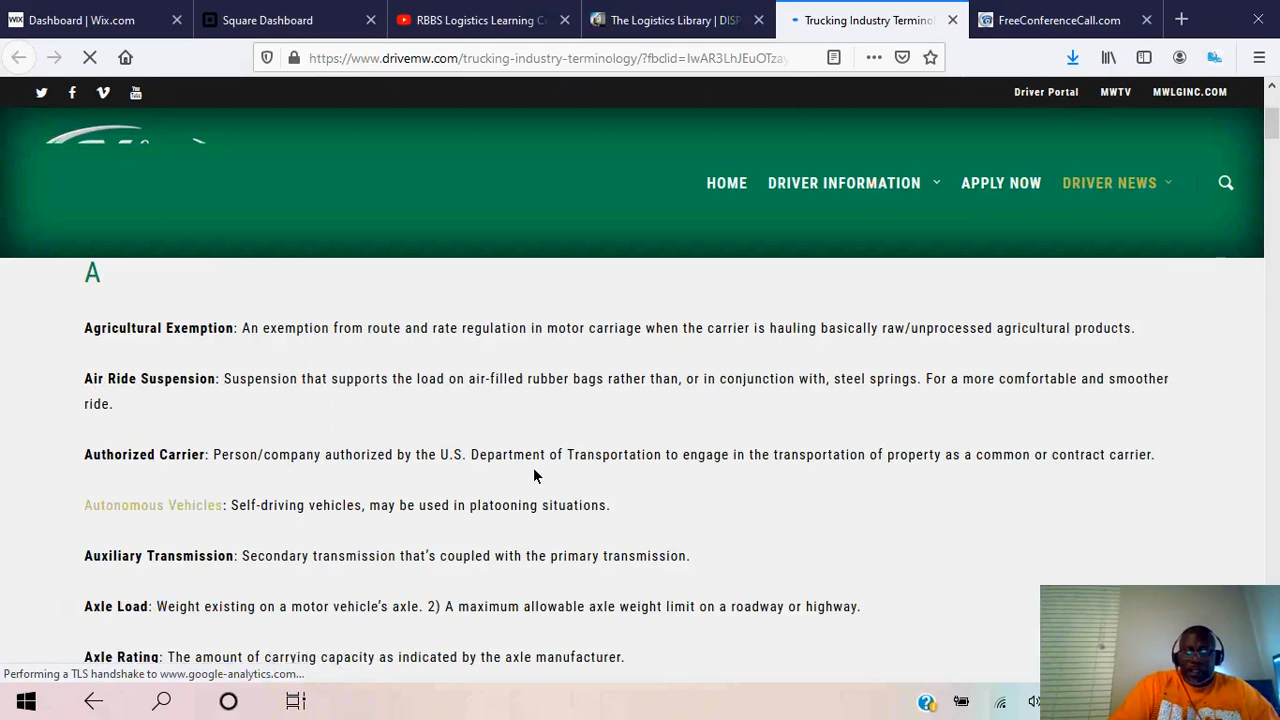 Dashboard | Wix.com
Square Dashboard
RBBS Logistics Learning C
The Logistics Library | DISP
Trucking Industry Terminolo
FreeConferenceCall.com
https://www.drivemw.com/trucking-industry-terminology/?fbclid=IwAR3LhJEuOTzay
Driver Portal
MWTV
MWLGINC.COM
HOME
DRIVER INFORMATION
APPLY NOW
DRIVER NEWS
A
Agricultural Exemption: An exemption from route and rate regulation in motor carriage when the carrier is hauling basically raw/unprocessed agricultural products.
Air Ride Suspension: Suspension that supports the load on air-filled rubber bags rather than, or in conjunction with, steel springs. For a more comfortable and smoother
ride.
Authorized Carrier: Person/company authorized by the U.S. Department of Transportation to engage in the transportation of property as a common or contract carrier.
Autonomous Vehicles: Self-driving vehicles, may be used in platooning situations.
Auxiliary Transmission: Secondary transmission that's coupled with the primary transmission.
Axle Load: Weight existing on a motor vehicle's axle. 2) A maximum allowable axle weight limit on a roadway or highway.
Axle Rating: The amount of carrying capacity as indicated by the axle manufacturer.
Performing a TLS handshake to www.google-analytics.com...